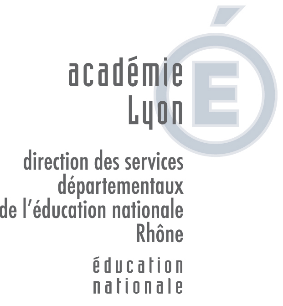 académie
Lyon
É
direction des services
départementaux
de l'éducation nationale
Rhône
éducation
nationale